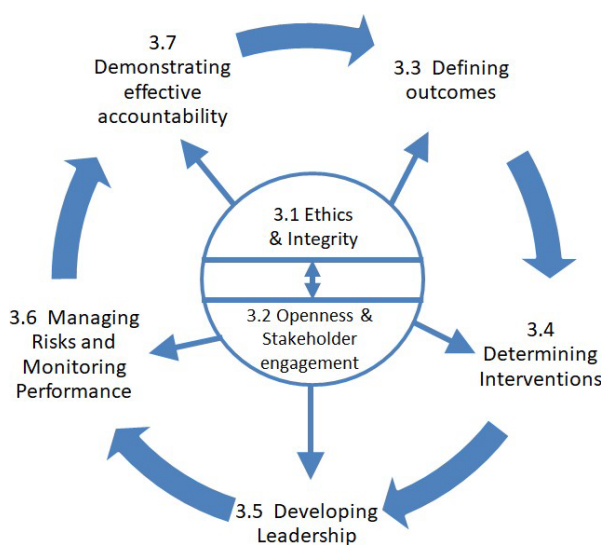 3.7
Demonstrating
effective
accountability
3.3 Defining
outcomes
3.1 Ethics
& Integrity
3.2 Openness &
Stakeholder
engagement
3.6 Managing
Risks and
Monitoring
Performance
3.4
Determining
Interventions
3.5 Developing
Leadership